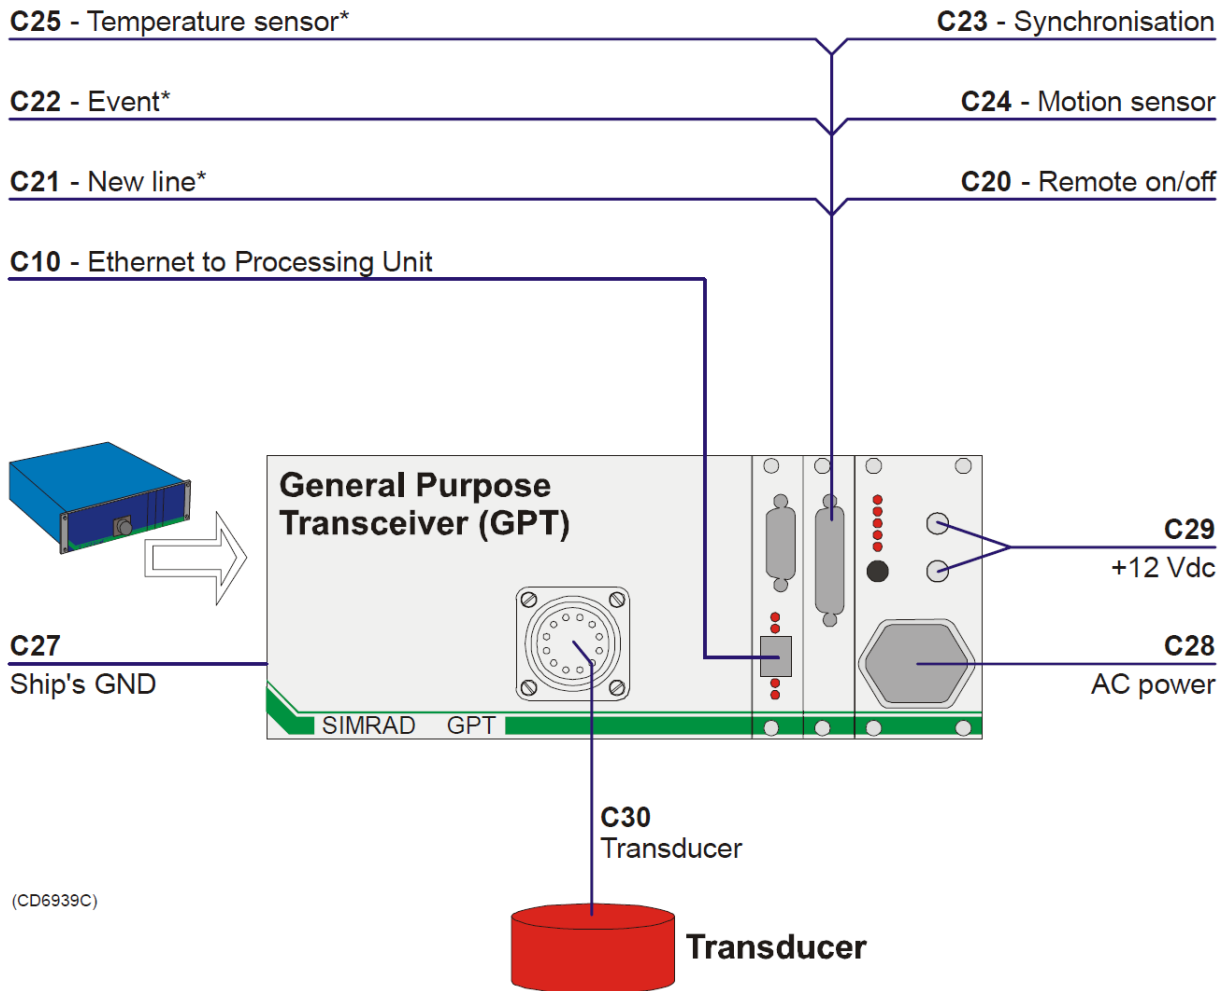 C25 - Temperature sensor*
C23 - Synchronisation
C22 - Event*
C24 - Motion sensor
C21 - New line*
C20 - Remote on/off
C10 - Ethernet to Processing Unit
General Purpose
Transceiver (GPT)
C29
+12 Vdc
C27
Ship's GND
C28
AC power
SIMRAD GPT
C30
Transducer
(CD6939C)
Transducer